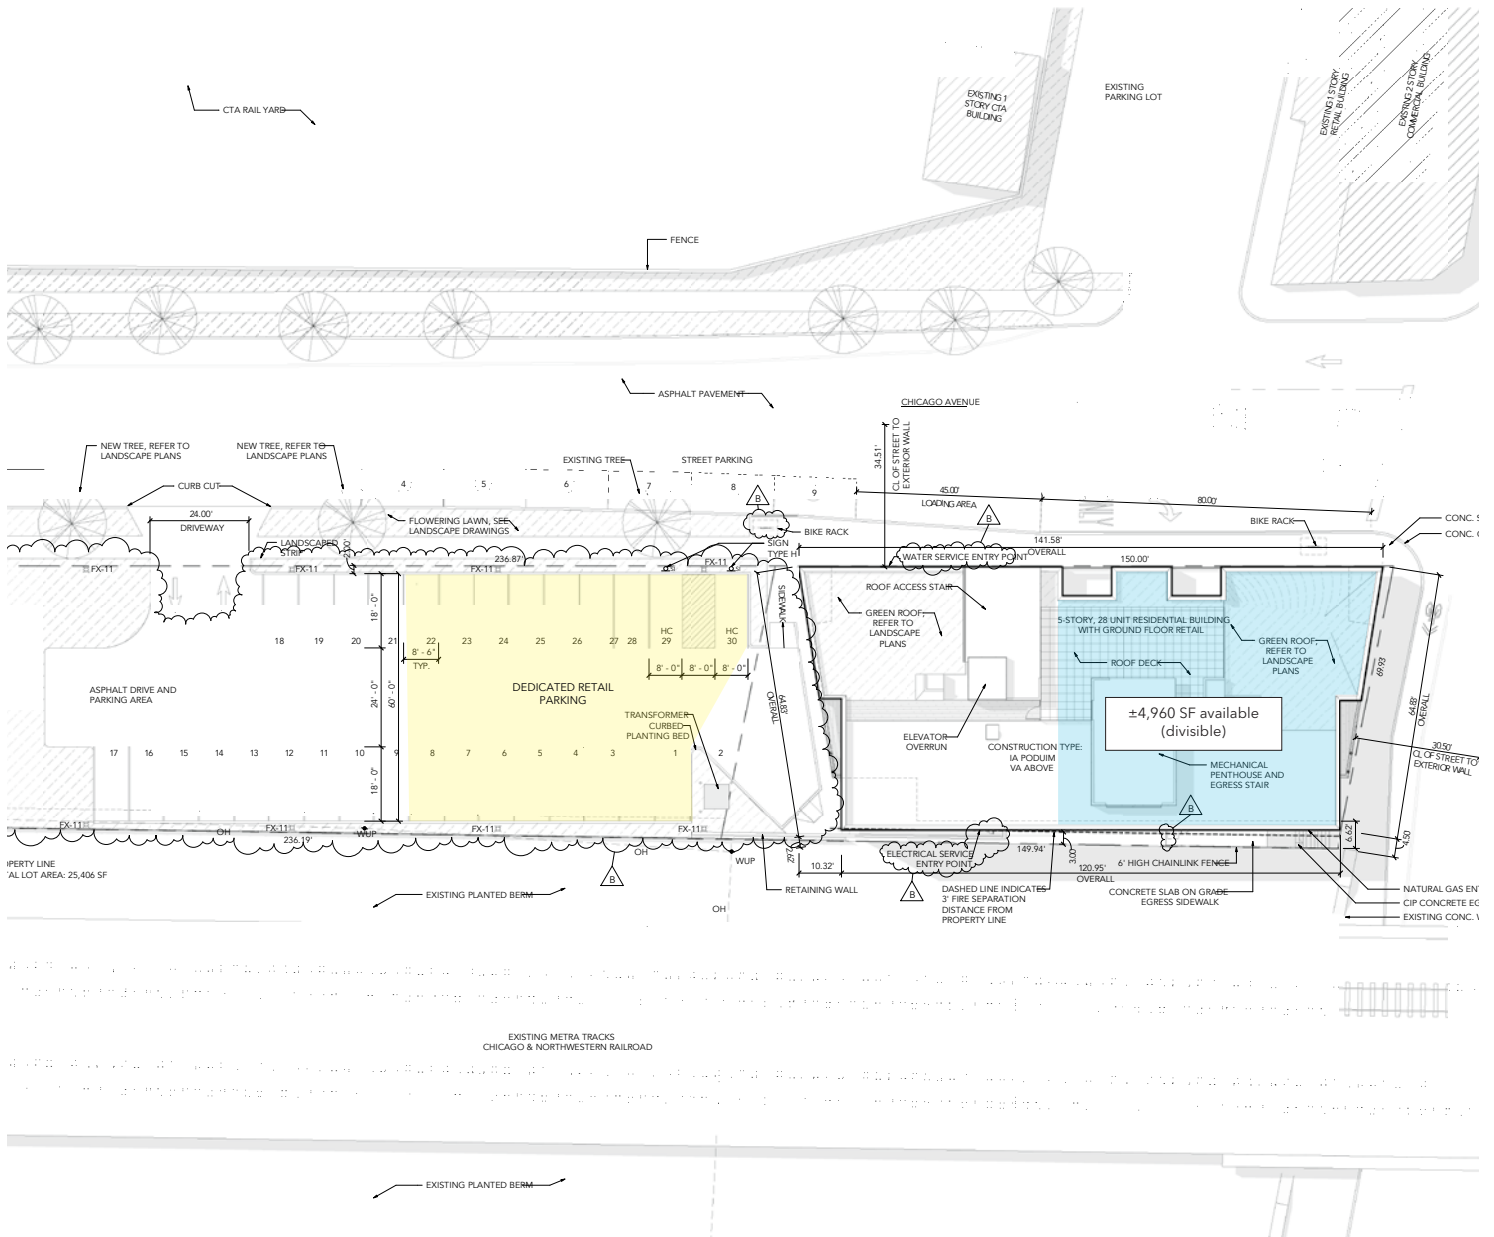 EXISTING 1
STORY CTA
BUILDING
EXISTING
PARKING LOT
EXISTING 1 STORY
RETAIL BUILDING
EXISTING 2 STORY
COMMERCIAL BUILDING
CTA RAIL YARD
FENCE
ASPHALT PAVEMENT
CHICAGO AVENUE
34.51'
CL OF STREET TO
EXTERIOR WALL
NEW TREE, REFER TO
LANDSCAPE PLANS
NEW TREE, REFER TO
LANDSCAPE PLANS
EXISTING TREE
STREET PARKING
CURB CUT
4
5
6
7
8
9
B
45.00'
LOADING AREA
80.00'
24.00'
DRIVEWAY
FLOWERING LAWN, SEE
LANDSCAPE DRAWINGS
BIKE RACK
B
BIKE RACK
CONC. S
CONC. C
LANDSCAPED
STRIP
2.00'
236.87'
SIGN
TYPE H
141.58'
OVERALL
WATER SERVICE ENTRY POINT
150.00'
FX-11
FX-11
FX-11
FX-11
SIDEWALK
ROOF ACCESS STAIR
18' - 0"
GREEN ROOF
REFER TO
LANDSCAPE
PLANS
5-STORY, 28 UNIT RESIDENTIAL BUILDING
WITH GROUND FLOOR RETAIL
GREEN ROOF
REFER TO
LANDSCAPE
PLANS
18
19
20
21
22
23
24
25
26
27
28
HC
29
HC
30
8' - 6"
TYP.
8' - 0"
8' - 0"
8' - 0"
ROOF DECK
69.93
64.83'
OVERALL
64.88'
OVERALL
ASPHALT DRIVE AND
PARKING AREA
24' - 0"
60' - 0"
DEDICATED RETAIL
PARKING
TRANSFORMER
CURBED
PLANTING BED
±4,960 SF available
(divisible)
ELEVATOR
OVERRUN
CONSTRUCTION TYPE:
IA PODUIM
VA ABOVE
30.50'
CL OF STREET TO
EXTERIOR WALL
17
16
15
14
13
12
11
10
9
8
7
6
5
4
3
1
2
MECHANICAL
PENTHOUSE AND
EGRESS STAIR
18' - 0"
B
FX-11
OH
FX-11
236.19'
WUP
FX-11
FX-11
OH
WUP
2.67'
ELECTRICAL SERVICE
ENTRY POINT
149.94'
3.00'
6.62'
4.50'
6' HIGH CHAINLINK FENCE
OPERTY LINE
AL LOT AREA: 25,406 SF
B
10.32'
120.95'
OVERALL
EXISTING PLANTED BERM
RETAINING WALL
B
DASHED LINE INDICATES
3' FIRE SEPARATION
DISTANCE FROM
PROPERTY LINE
CONCRETE SLAB ON GRADE
EGRESS SIDEWALK
NATURAL GAS EN
CIP CONCRETE EG
EXISTING CONC. W
OH
EXISTING METRA TRACKS
CHICAGO & NORTHWESTERN RAILROAD
EXISTING PLANTED BERM